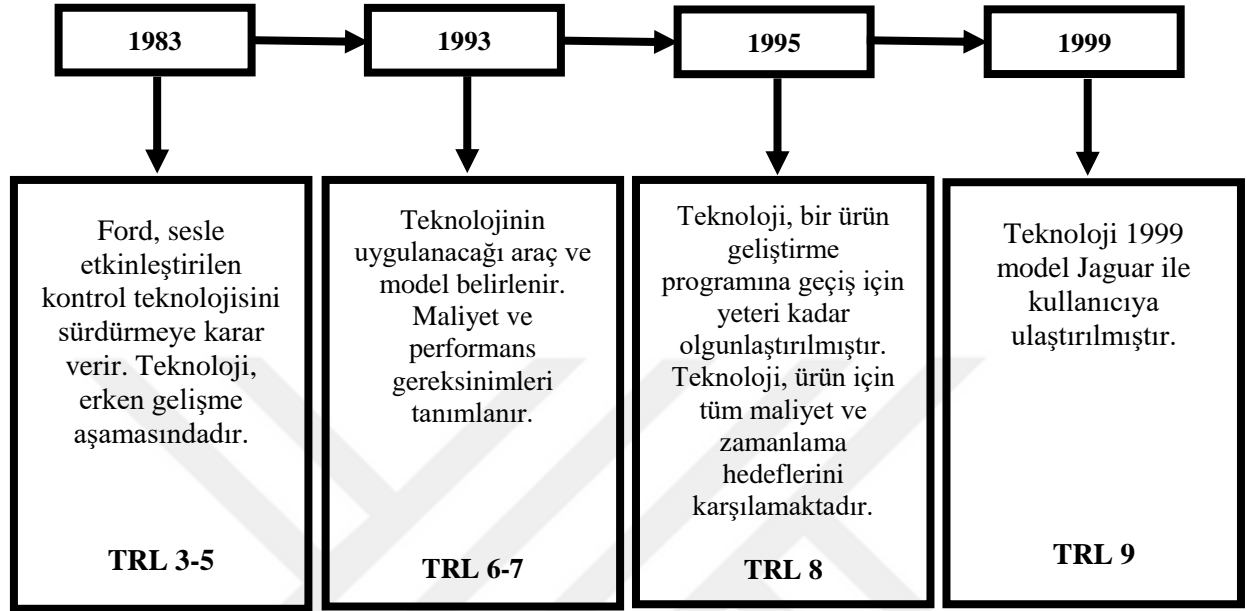 1983
1993
1995
1999
Ford, sesle
etkinleştirilen
kontrol teknolojisini
sürdürmeye karar
verir. Teknoloji,
erken gelişme
aşamasındadır.
TRL 3-5
Teknolojinin
uygulanacağı araç ve
model belirlenir.
Maliyet ve
performans
gereksinimleri
tanımlanır.
TRL 6-7
Teknoloji, bir ürün
geliştirme
programına geçiş için
yeteri kadar
olgunlaştırılmıştır.
Teknoloji, ürün için
tüm maliyet ve
zamanlama
hedeflerini
karşılamaktadır.
TRL 8
Teknoloji 1999
model Jaguar ile
kullanıcıya
ulaştırılmıştır.
TRL 9